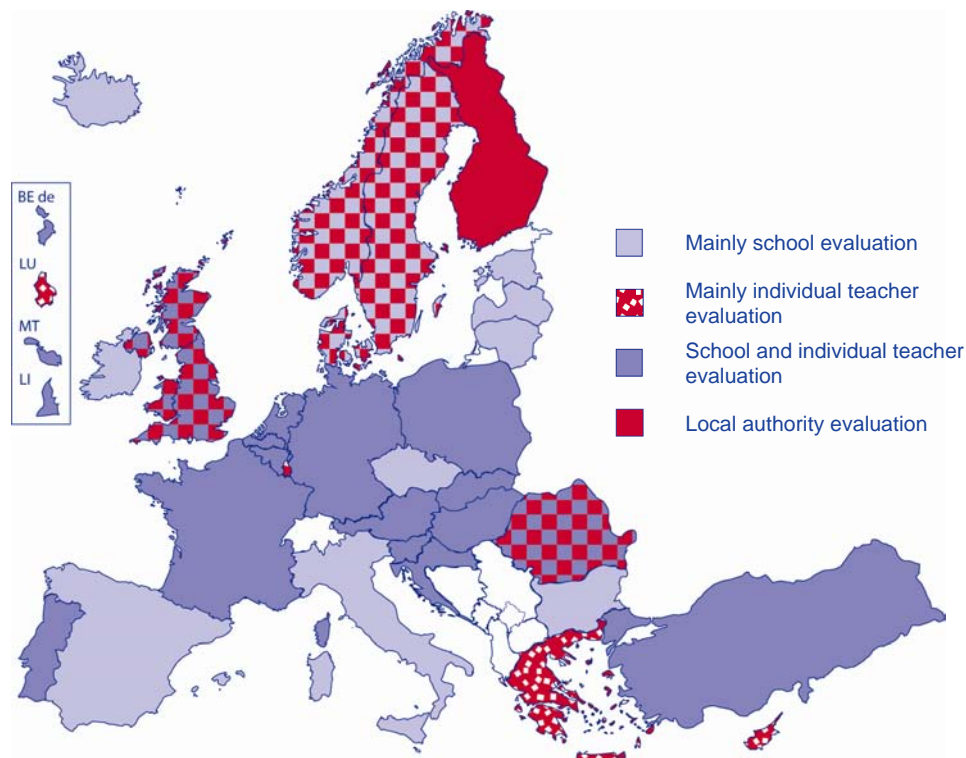 BE de
LU
MT
LI
Mainly school evaluation
Mainly individual teacher
evaluation
School and individual teacher
evaluation
Local authority evaluation